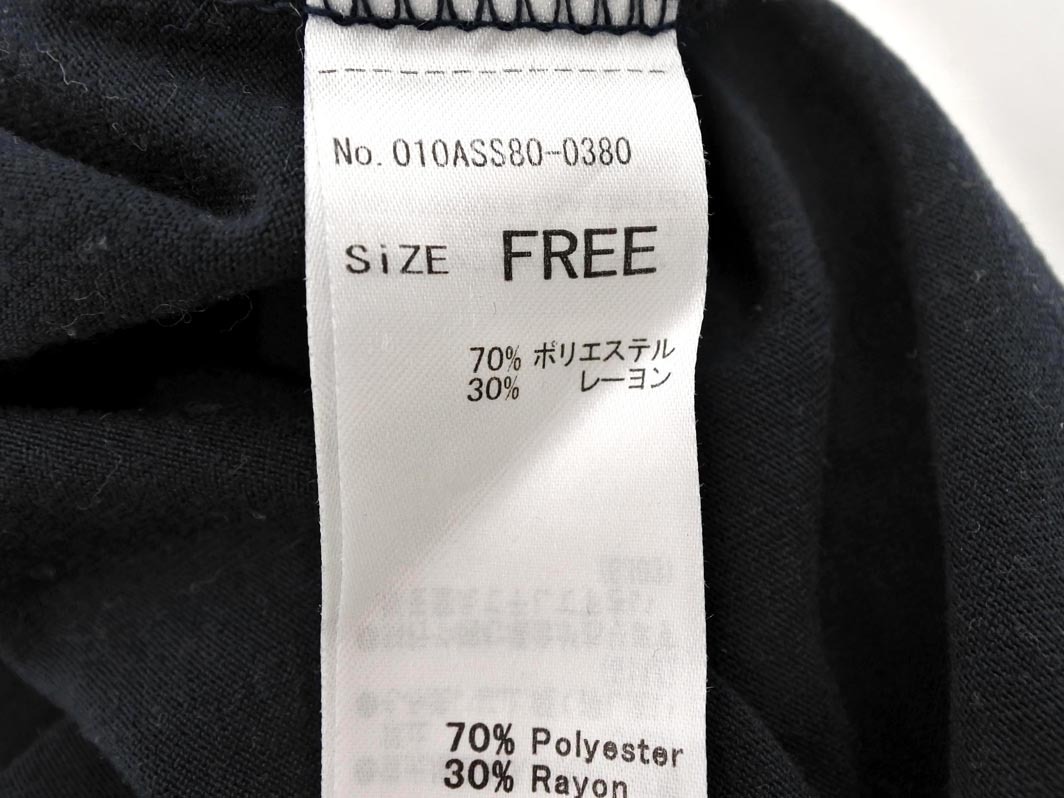 No. 010ASS80-0380
SiZE FREE
70% ポリエステル
30% レーヨン
70% Polyester
30% Rayon